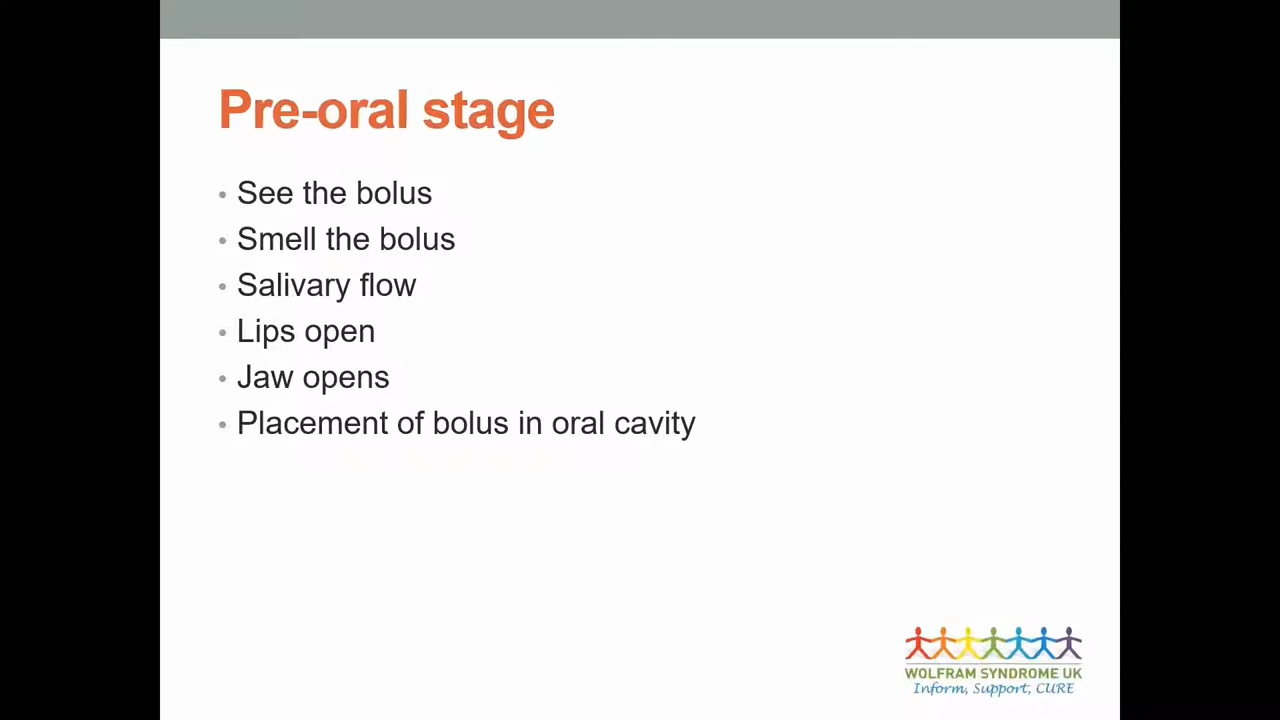 Pre-oral stage
• See the bolus
• Smell the bolus
• Salivary flow
• Lips open
• Jaw opens
• Placement of bolus in oral cavity
WOLFRAM SYNDROME UK
Inform, Support, CURE